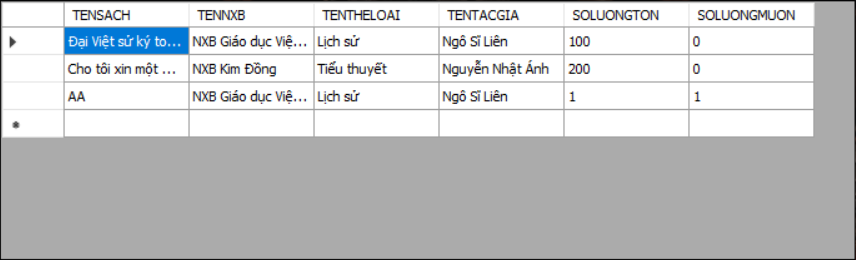 TENSACH TENNXB TENTHELOAI TENTACGIA SOLUONGTON SOLUONGMUON
Đại Việt sử ký to... NXB Giáo dục Việ... Lịch sử Ngô Sĩ Liên 100 0
Cho tôi xin một ... NXB Kim Đồng Tiểu thuyết Nguyễn Nhật Ánh 200 0
AA NXB Giáo dục Việ... Lịch sử Ngô Sĩ Liên 1 1